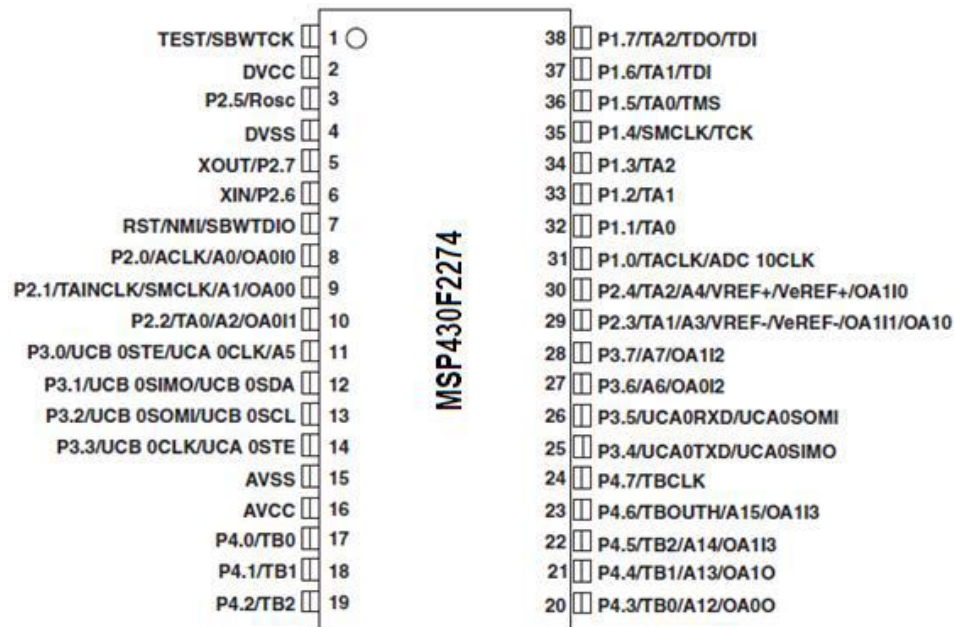 TEST/SBWTCK 1 38 P1.7/TA2/TDO/TDI
DVCC 2 37 P1.6/TA1/TDI
P2.5/Rosc 3 36 P1.5/TA0/TMS
DVSS 4 35 P1.4/SMCLK/TCK
XOUT/P2.7 5 34 P1.3/TA2
XIN/P2.6 6 33 P1.2/TA1
RST/NMI/SBWTDIO 7 32 P1.1/TA0
P2.0/ACLK/A0/OA0I0 8 31 P1.0/TACLK/ADC 10CLK
P2.1/TAINCLK/SMCLK/A1/OA00 9 30 P2.4/TA2/A4/VREF+/VeREF+/OA1I0
P2.2/TA0/A2/OA0I1 10 29 P2.3/TA1/A3/VREF-/VeREF-/OA1I1/OA10
P3.0/UCB 0STE/UCA 0CLK/A5 11 28 P3.7/A7/OA1I2
P3.1/UCB 0SIMO/UCB 0SDA 12 27 P3.6/A6/OA0I2
P3.2/UCB 0SOMI/UCB 0SCL 13 26 P3.5/UCA0RXD/UCA0SOMI
P3.3/UCB 0CLK/UCA 0STE 14 25 P3.4/UCA0TXD/UCA0SIMO
AVSS 15 24 P4.7/TBCLK
AVCC 16 23 P4.6/TBOUTH/A15/OA1I3
P4.0/TB0 17 22 P4.5/TB2/A14/OA1I3
P4.1/TB1 18 21 P4.4/TB1/A13/OA1O
P4.2/TB2 19 20 P4.3/TB0/A12/OA0O
MSP430F2274